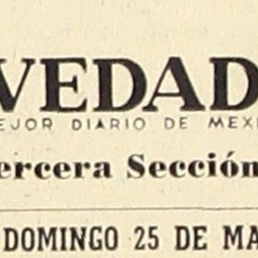 VEDAD
EJOR DIARIO DE MEX
ercera Sección
DOMINGO 25 DE MA